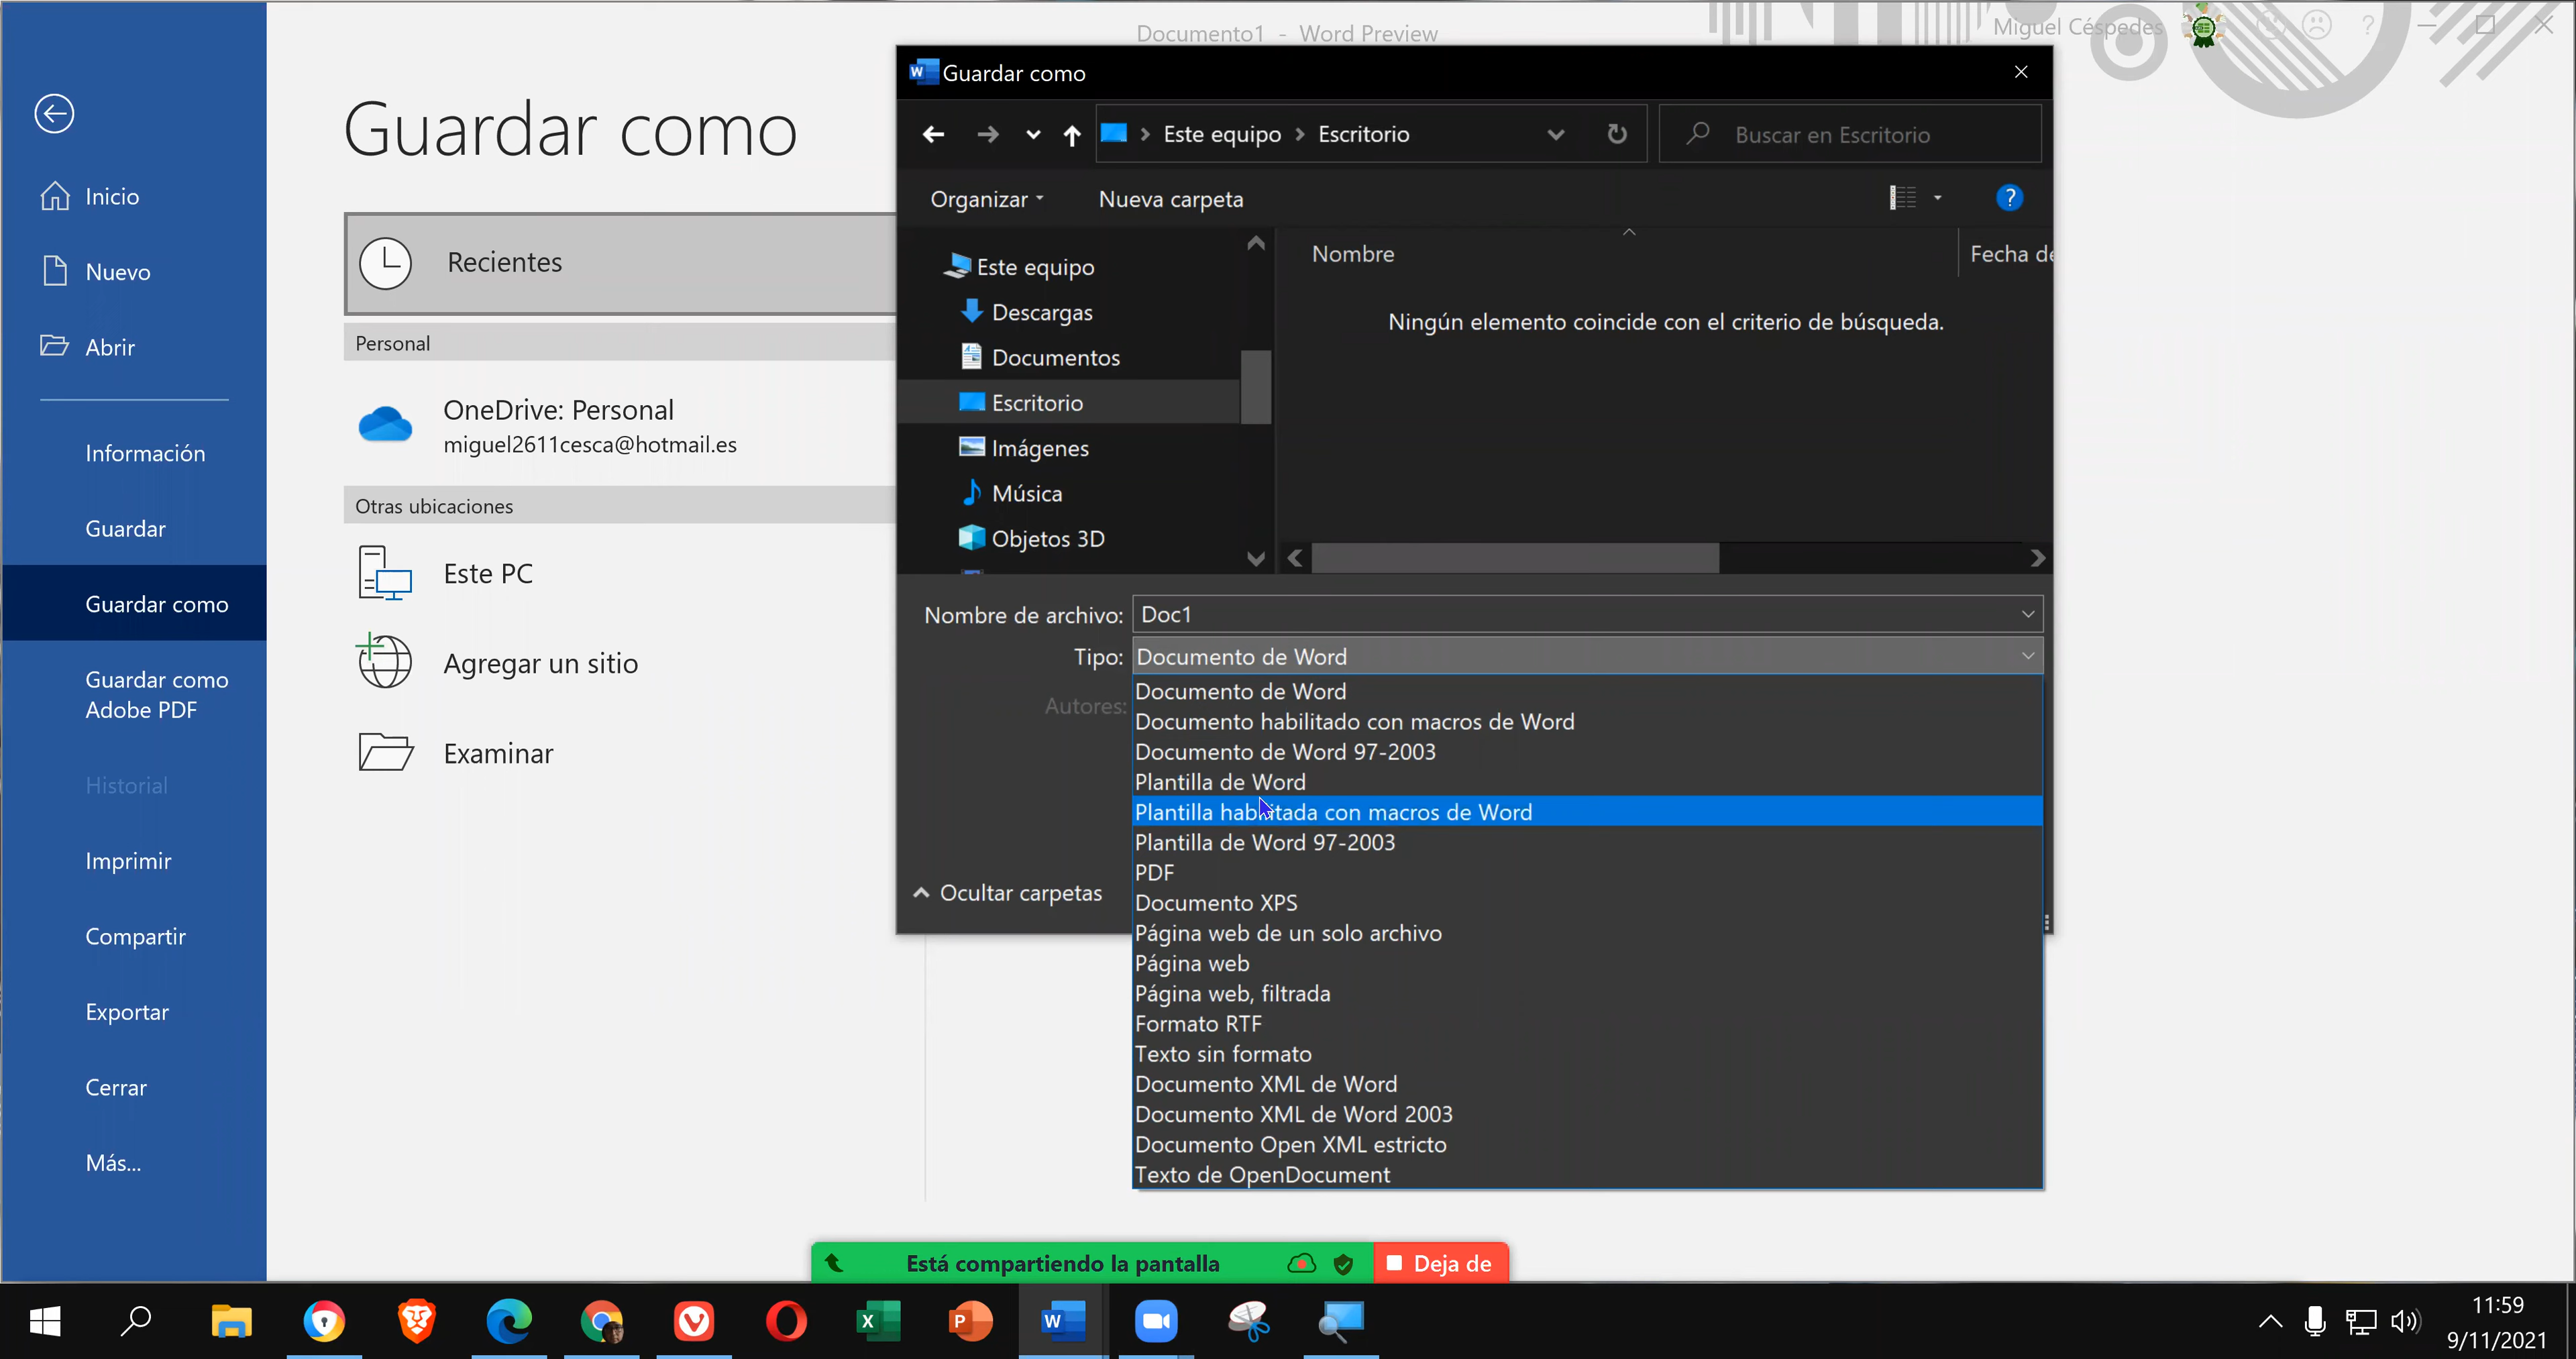 Documento1 - Word Preview
Miguel Céspedes
Guardar como
Inicio
Nuevo
Abrir
Información
Guardar
Guardar como
Guardar como
Adobe PDF
Historial
Imprimir
Compartir
Exportar
Cerrar
Más...
Recientes
Personal
OneDrive: Personal
miguel2611cesca@hotmail.es
Otras ubicaciones
Este PC
Agregar un sitio
Examinar
Guardar como
Este equipo > Escritorio
Buscar en Escritorio
Organizar
Nueva carpeta
Este equipo
Descargas
Documentos
Escritorio
Imágenes
Música
Objetos 3D
Nombre
Fecha de
Ningún elemento coincide con el criterio de búsqueda.
Nombre de archivo: Doc1
Tipo: Documento de Word
Autores:
Documento de Word
Documento habilitado con macros de Word
Documento de Word 97-2003
Plantilla de Word
Plantilla habilitada con macros de Word
Plantilla de Word 97-2003
PDF
Documento XPS
Página web de un solo archivo
Página web
Página web, filtrada
Formato RTF
Texto sin formato
Documento XML de Word
Documento XML de Word 2003
Documento Open XML estricto
Texto de OpenDocument
Ocultar carpetas
Está compartiendo la pantalla
Deja de
11:59
9/11/2021